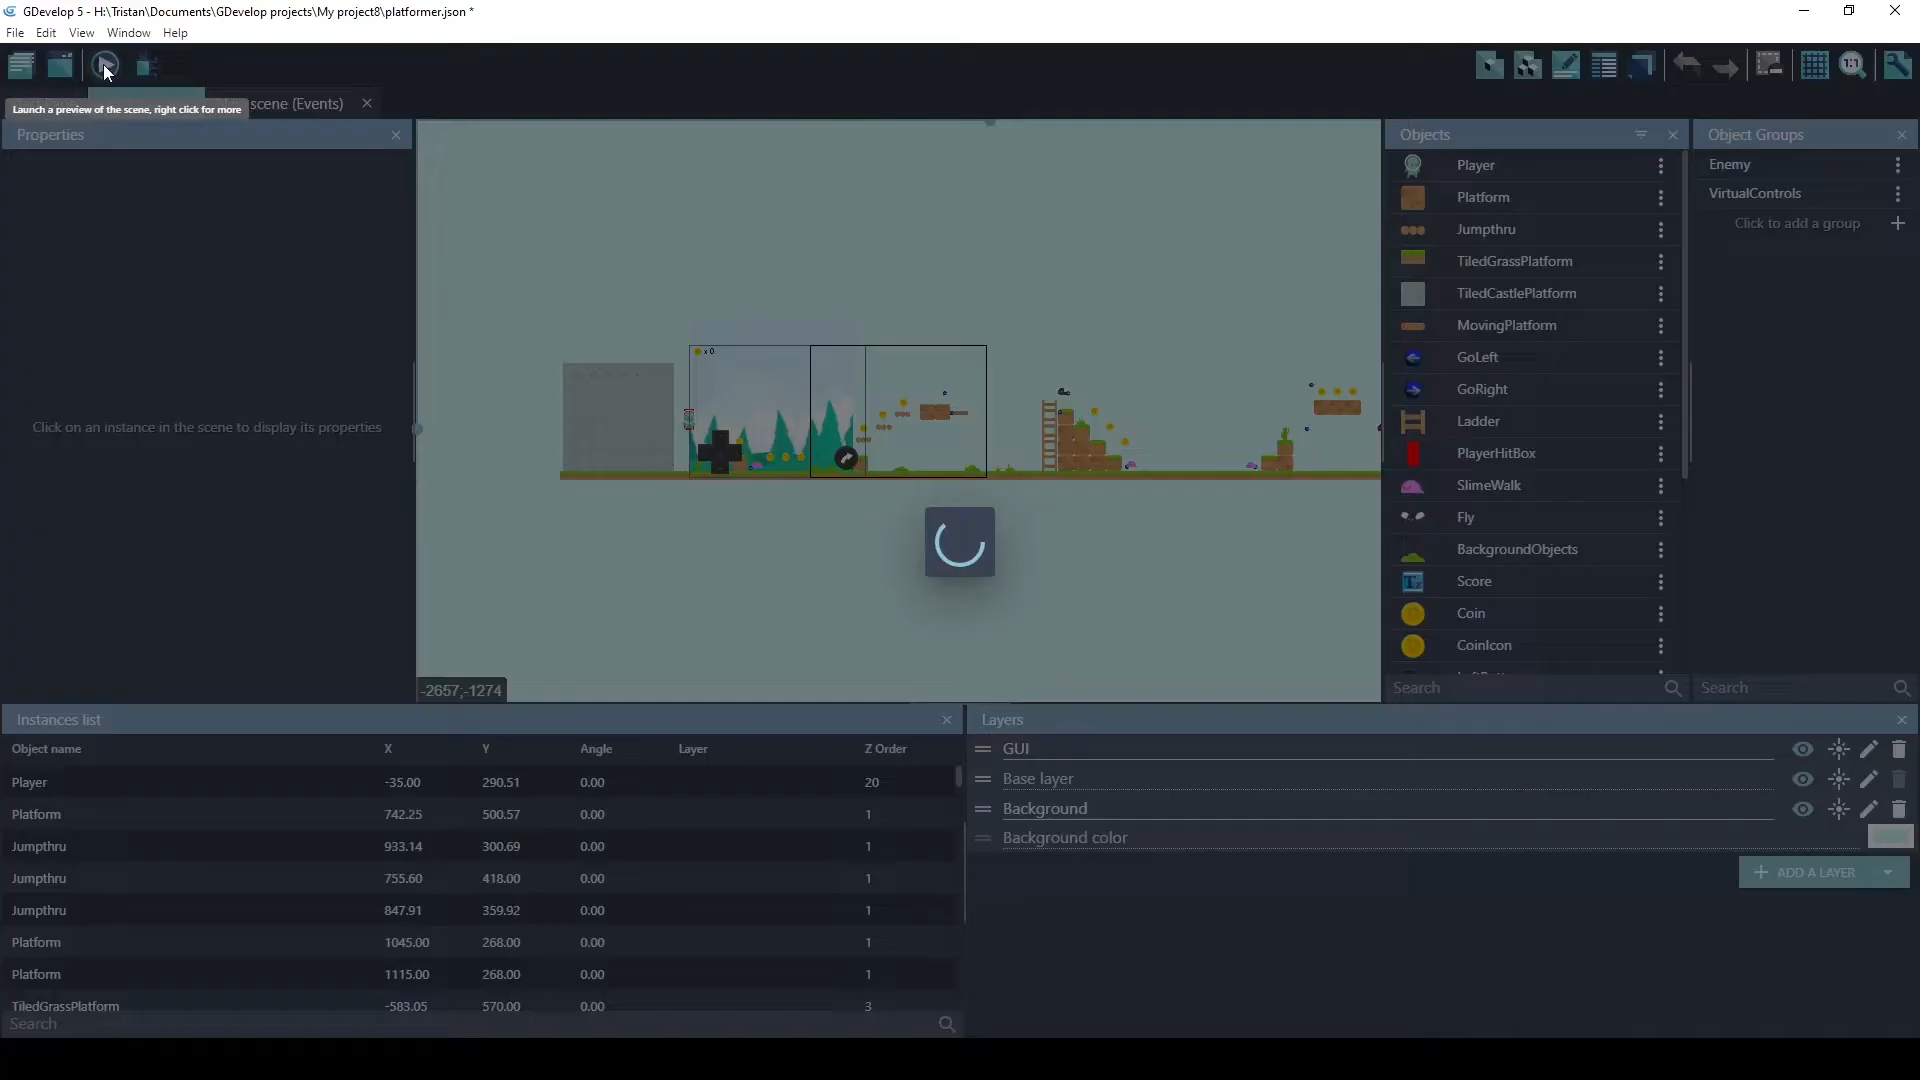 GDevelop 5 - H:\Tristan\Documents\GDevelop projects\My project8\platformer.json *
File Edit View Window Help
1:1
scene (Events)
Launch a preview of the scene, right click for more
Properties
Click on an instance in the scene to display its properties
x 0
-2657;-1274
Objects
Player
Platform
Jumpthru
TiledGrassPlatform
TiledCastlePlatform
MovingPlatform
GoLeft
GoRight
Ladder
PlayerHitBox
SlimeWalk
Fly
BackgroundObjects
Score
Coin
CoinIcon
Search
Object Groups
Enemy
VirtualControls
Click to add a group
Search
Instances list
Object name X Y Angle Layer Z Order
Player -35.00 290.51 0.00 20
Platform 742.25 500.57 0.00 1
Jumpthru 933.14 300.69 0.00 1
Jumpthru 755.60 418.00 0.00 1
Jumpthru 847.91 359.92 0.00 1
Platform 1045.00 268.00 0.00 1
Platform 1115.00 268.00 0.00 1
TiledGrassPlatform -583.05 570.00 0.00 3
Search
Layers
GUI
Base layer
Background
Background color
ADD A LAYER